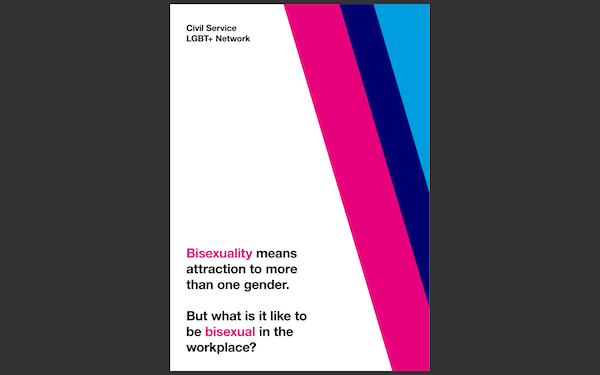 Civil Service
LGBT+ Network
Bisexuality means
attraction to more
than one gender.
But what is it like to
be bisexual in the
workplace?